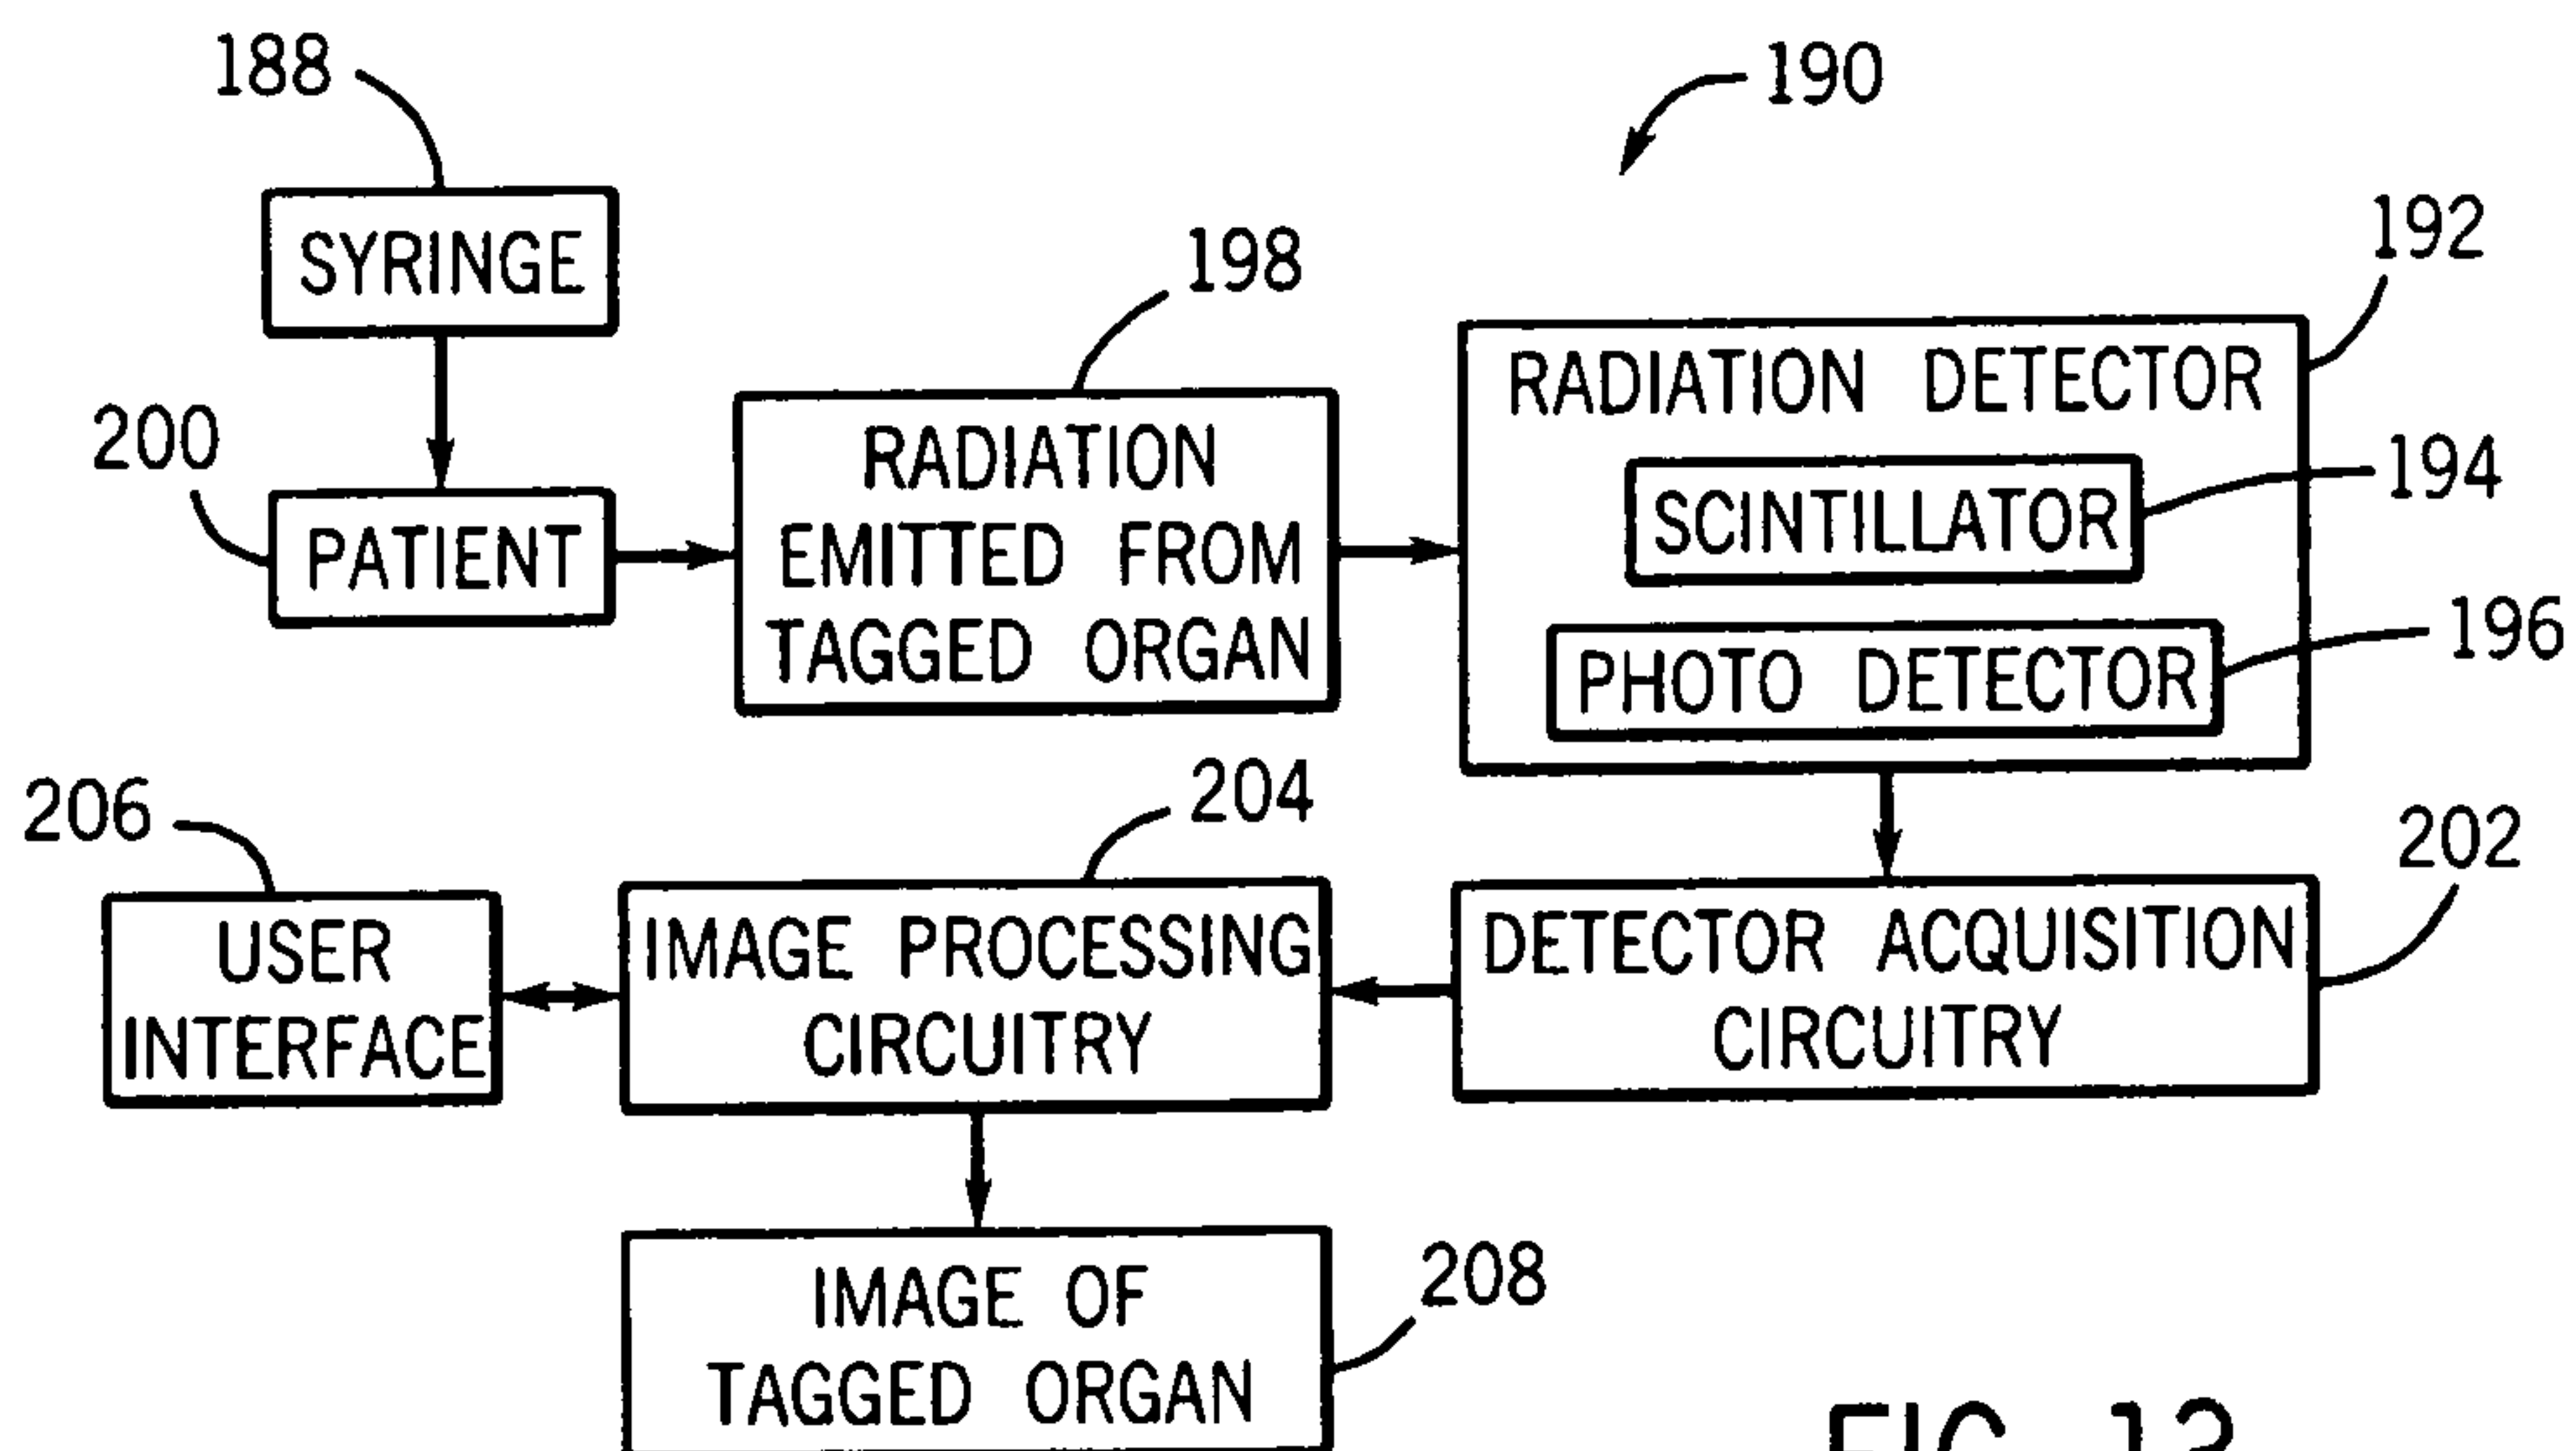 188
190
SYRINGE
192
198
RADIATION DETECTOR
200
RADIATION
EMITTED FROM
TAGGED ORGAN
194
SCINTILLATOR
PATIENT
196
PHOTO DETECTOR
206
204
202
USER
INTERFACE
IMAGE PROCESSING
CIRCUITRY
DETECTOR ACQUISITION
CIRCUITRY
208
IMAGE OF
TAGGED ORGAN
FIG.